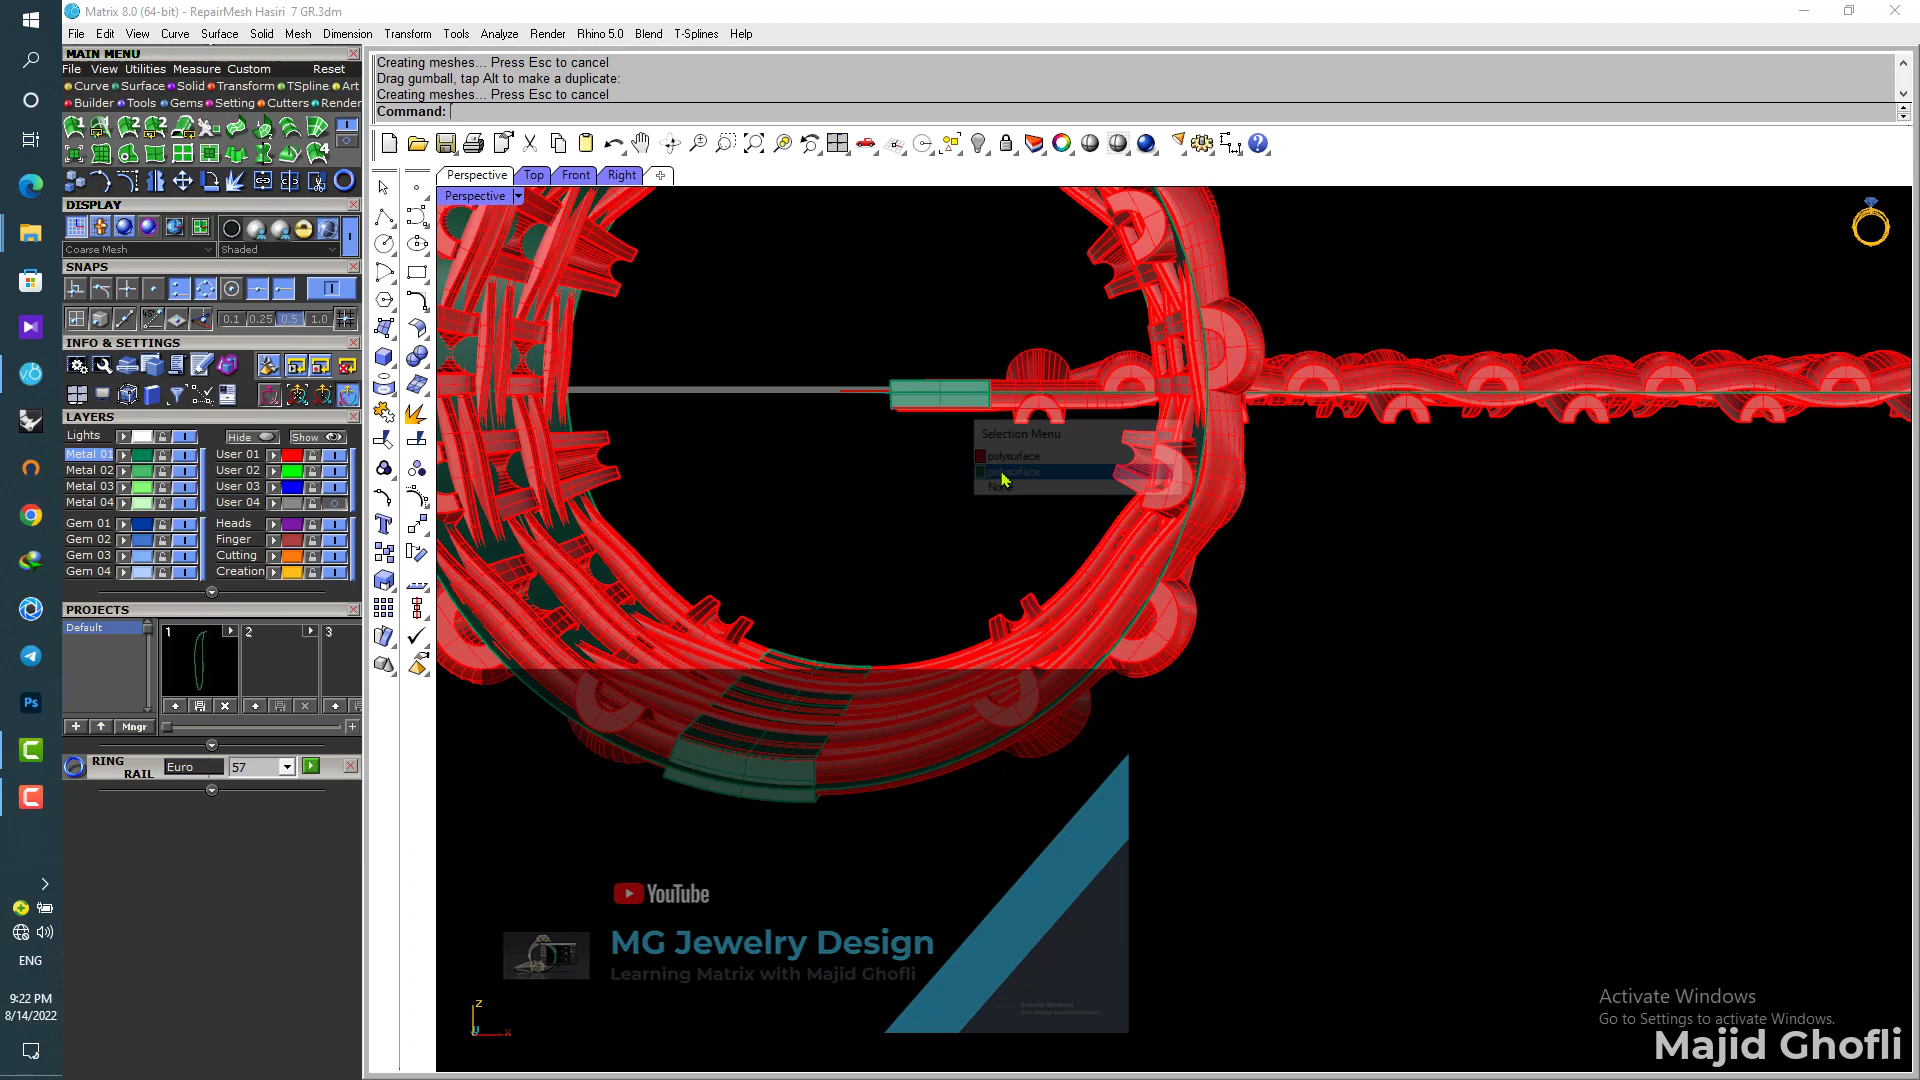 Matrix 8.0 (64-bit) - RepairMesh Hasiri 7 GR.3dm
File Edit View Curve Surface Solid Mesh Dimension Transform Tools Analyze Render Rhino 5.0 Blend T-Splines Help
MAIN MENU
File View Utilities Measure Custom Reset
Curve Surface Solid Transform TSpline Art
Builder Tools Gems Setting Cutters Render
Creating meshes... Press Esc to cancel
Drag gumball, tap Alt to make a duplicate:
Creating meshes... Press Esc to cancel
Command:
Perspective Top Front Right
Perspective
DISPLAY
Coarse Mesh Shaded
SNAPS
0.1 0.25 0.5 1.0
INFO & SETTINGS
LAYERS
Lights Hide Show
Metal 01 User 01
Metal 02 User 02
Metal 03 User 03
Metal 04 User 04
Gem 01 Heads
Gem 02 Finger
Gem 03 Cutting
Gem 04 Creation
PROJECTS
Default 1 2 3
Mngr
RING RAIL Euro 57
Selection Menu
polysurface
polysurface
None
Ps
ENG
9:22 PM
8/14/2022
YouTube
MG Jewelry Design
Learning Matrix with Majid Ghofli
z
x
Activate Windows
Go to Settings to activate Windows.
Majid Ghofli